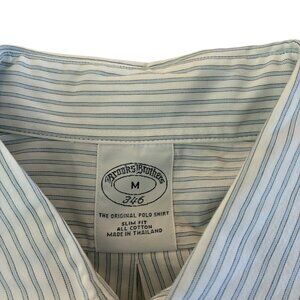 Brooks Brothers
M
346
THE ORIGINAL POLO SHIRT
SLIM FIT
ALL COTTON
MADE IN THAILAND